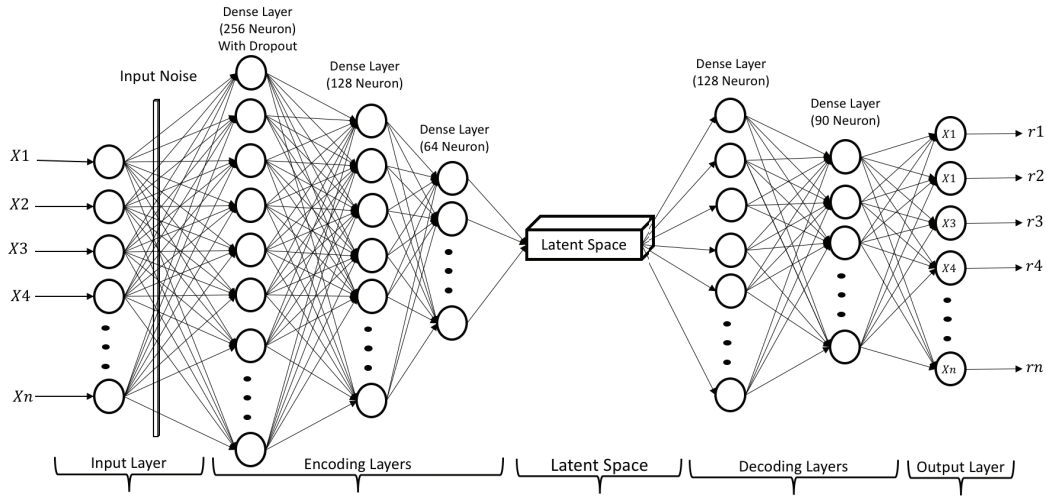 Dense Layer
(256 Neuron)
With Dropout
Input Noise
Dense Layer
(128 Neuron)
Dense Layer
(64 Neuron)
Dense Layer
(128 Neuron)
Dense Layer
(90 Neuron)
X1
X2
X3
X4
Xn
Latent Space
X1
X1
X3
X4
Xn
r1
r2
r3
r4
rn
Input Layer
Encoding Layers
Latent Space
Decoding Layers
Output Layer